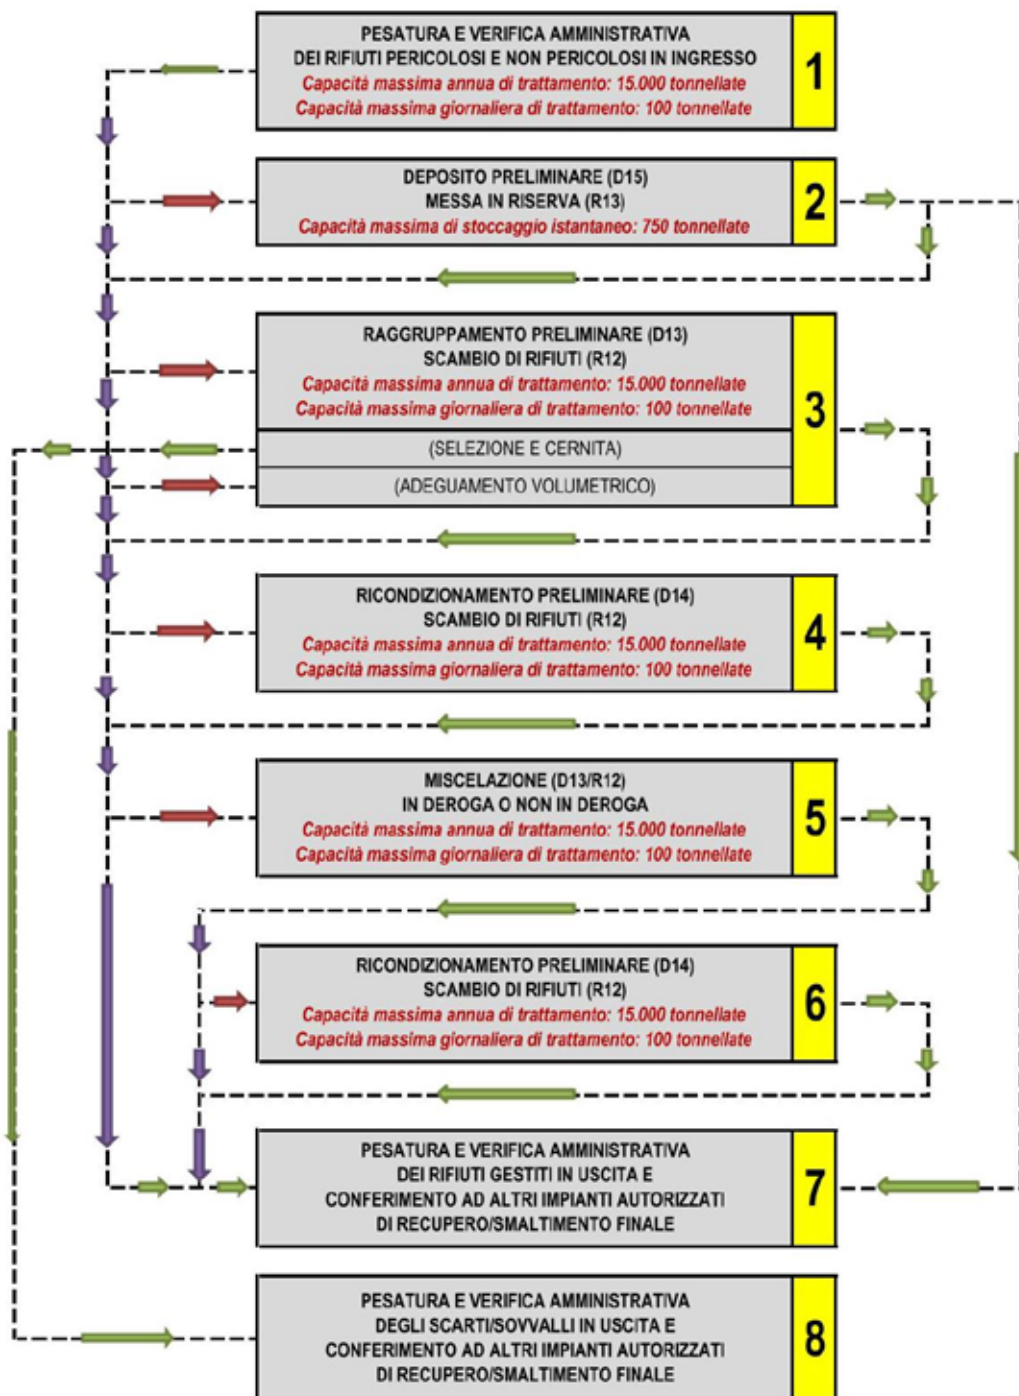 PESATURA E VERIFICA AMMINISTRATIVA
DEI RIFIUTI PERICOLOSI E NON PERICOLOSI IN INGRESSO
Capacità massima annua di trattamento: 15.000 tonnellate
Capacità massima giornaliera di trattamento: 100 tonnellate
1
DEPOSITO PRELIMINARE (D15)
MESSA IN RISERVA (R13)
Capacità massima di stoccaggio istantaneo: 750 tonnellate
2
RAGGRUPPAMENTO PRELIMINARE (D13)
SCAMBIO DI RIFIUTI (R12)
Capacità massima annua di trattamento: 15.000 tonnellate
Capacità massima giornaliera di trattamento: 100 tonnellate
(SELEZIONE E CERNITA)
(ADEGUAMENTO VOLUMETRICO)
3
RICONDIZIONAMENTO PRELIMINARE (D14)
SCAMBIO DI RIFIUTI (R12)
Capacità massima annua di trattamento: 15.000 tonnellate
Capacità massima giornaliera di trattamento: 100 tonnellate
4
MISCELAZIONE (D13/R12)
IN DEROGA O NON IN DEROGA
Capacità massima annua di trattamento: 15.000 tonnellate
Capacità massima giornaliera di trattamento: 100 tonnellate
5
RICONDIZIONAMENTO PRELIMINARE (D14)
SCAMBIO DI RIFIUTI (R12)
Capacità massima annua di trattamento: 15.000 tonnellate
Capacità massima giornaliera di trattamento: 100 tonnellate
6
PESATURA E VERIFICA AMMINISTRATIVA
DEI RIFIUTI GESTITI IN USCITA E
CONFERIMENTO AD ALTRI IMPIANTI AUTORIZZATI
DI RECUPERO/SMALTIMENTO FINALE
7
PESATURA E VERIFICA AMMINISTRATIVA
DEGLI SCARTI/SOVVALLI IN USCITA E
CONFERIMENTO AD ALTRI IMPIANTI AUTORIZZATI
DI RECUPERO/SMALTIMENTO FINALE
8